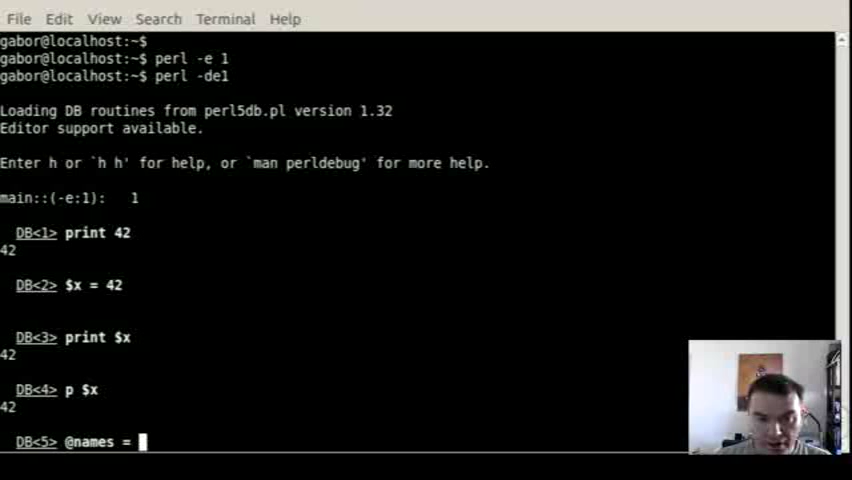 File Edit View Search Terminal Help
gabor@localhost:~$
gabor@localhost:~$ perl -e 1
gabor@localhost:~$ perl -de1
Loading DB routines from perl5db.pl version 1.32
Editor support available.
Enter h or `h h' for help, or `man perldebug' for more help.
main::(-e:1):   1
DB<1> print 42
42
DB<2> $x = 42
DB<3> print $x
42
DB<4> p $x
42
DB<5> @names =